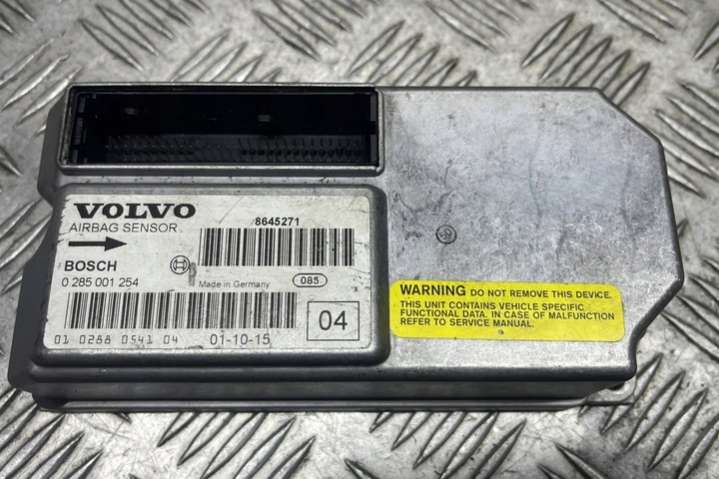 VOLVO
AIRBAG SENSOR
8645271
BOSCH
0 285 001 254
Made in Germany
085
04
01 0288 0541 04
01-10-15
WARNING DO NOT REMOVE THIS DEVICE.
THIS UNIT CONTAINS VEHICLE SPECIFIC
FUNCTIONAL DATA. IN CASE OF MALFUNCTION
REFER TO SERVICE MANUAL.